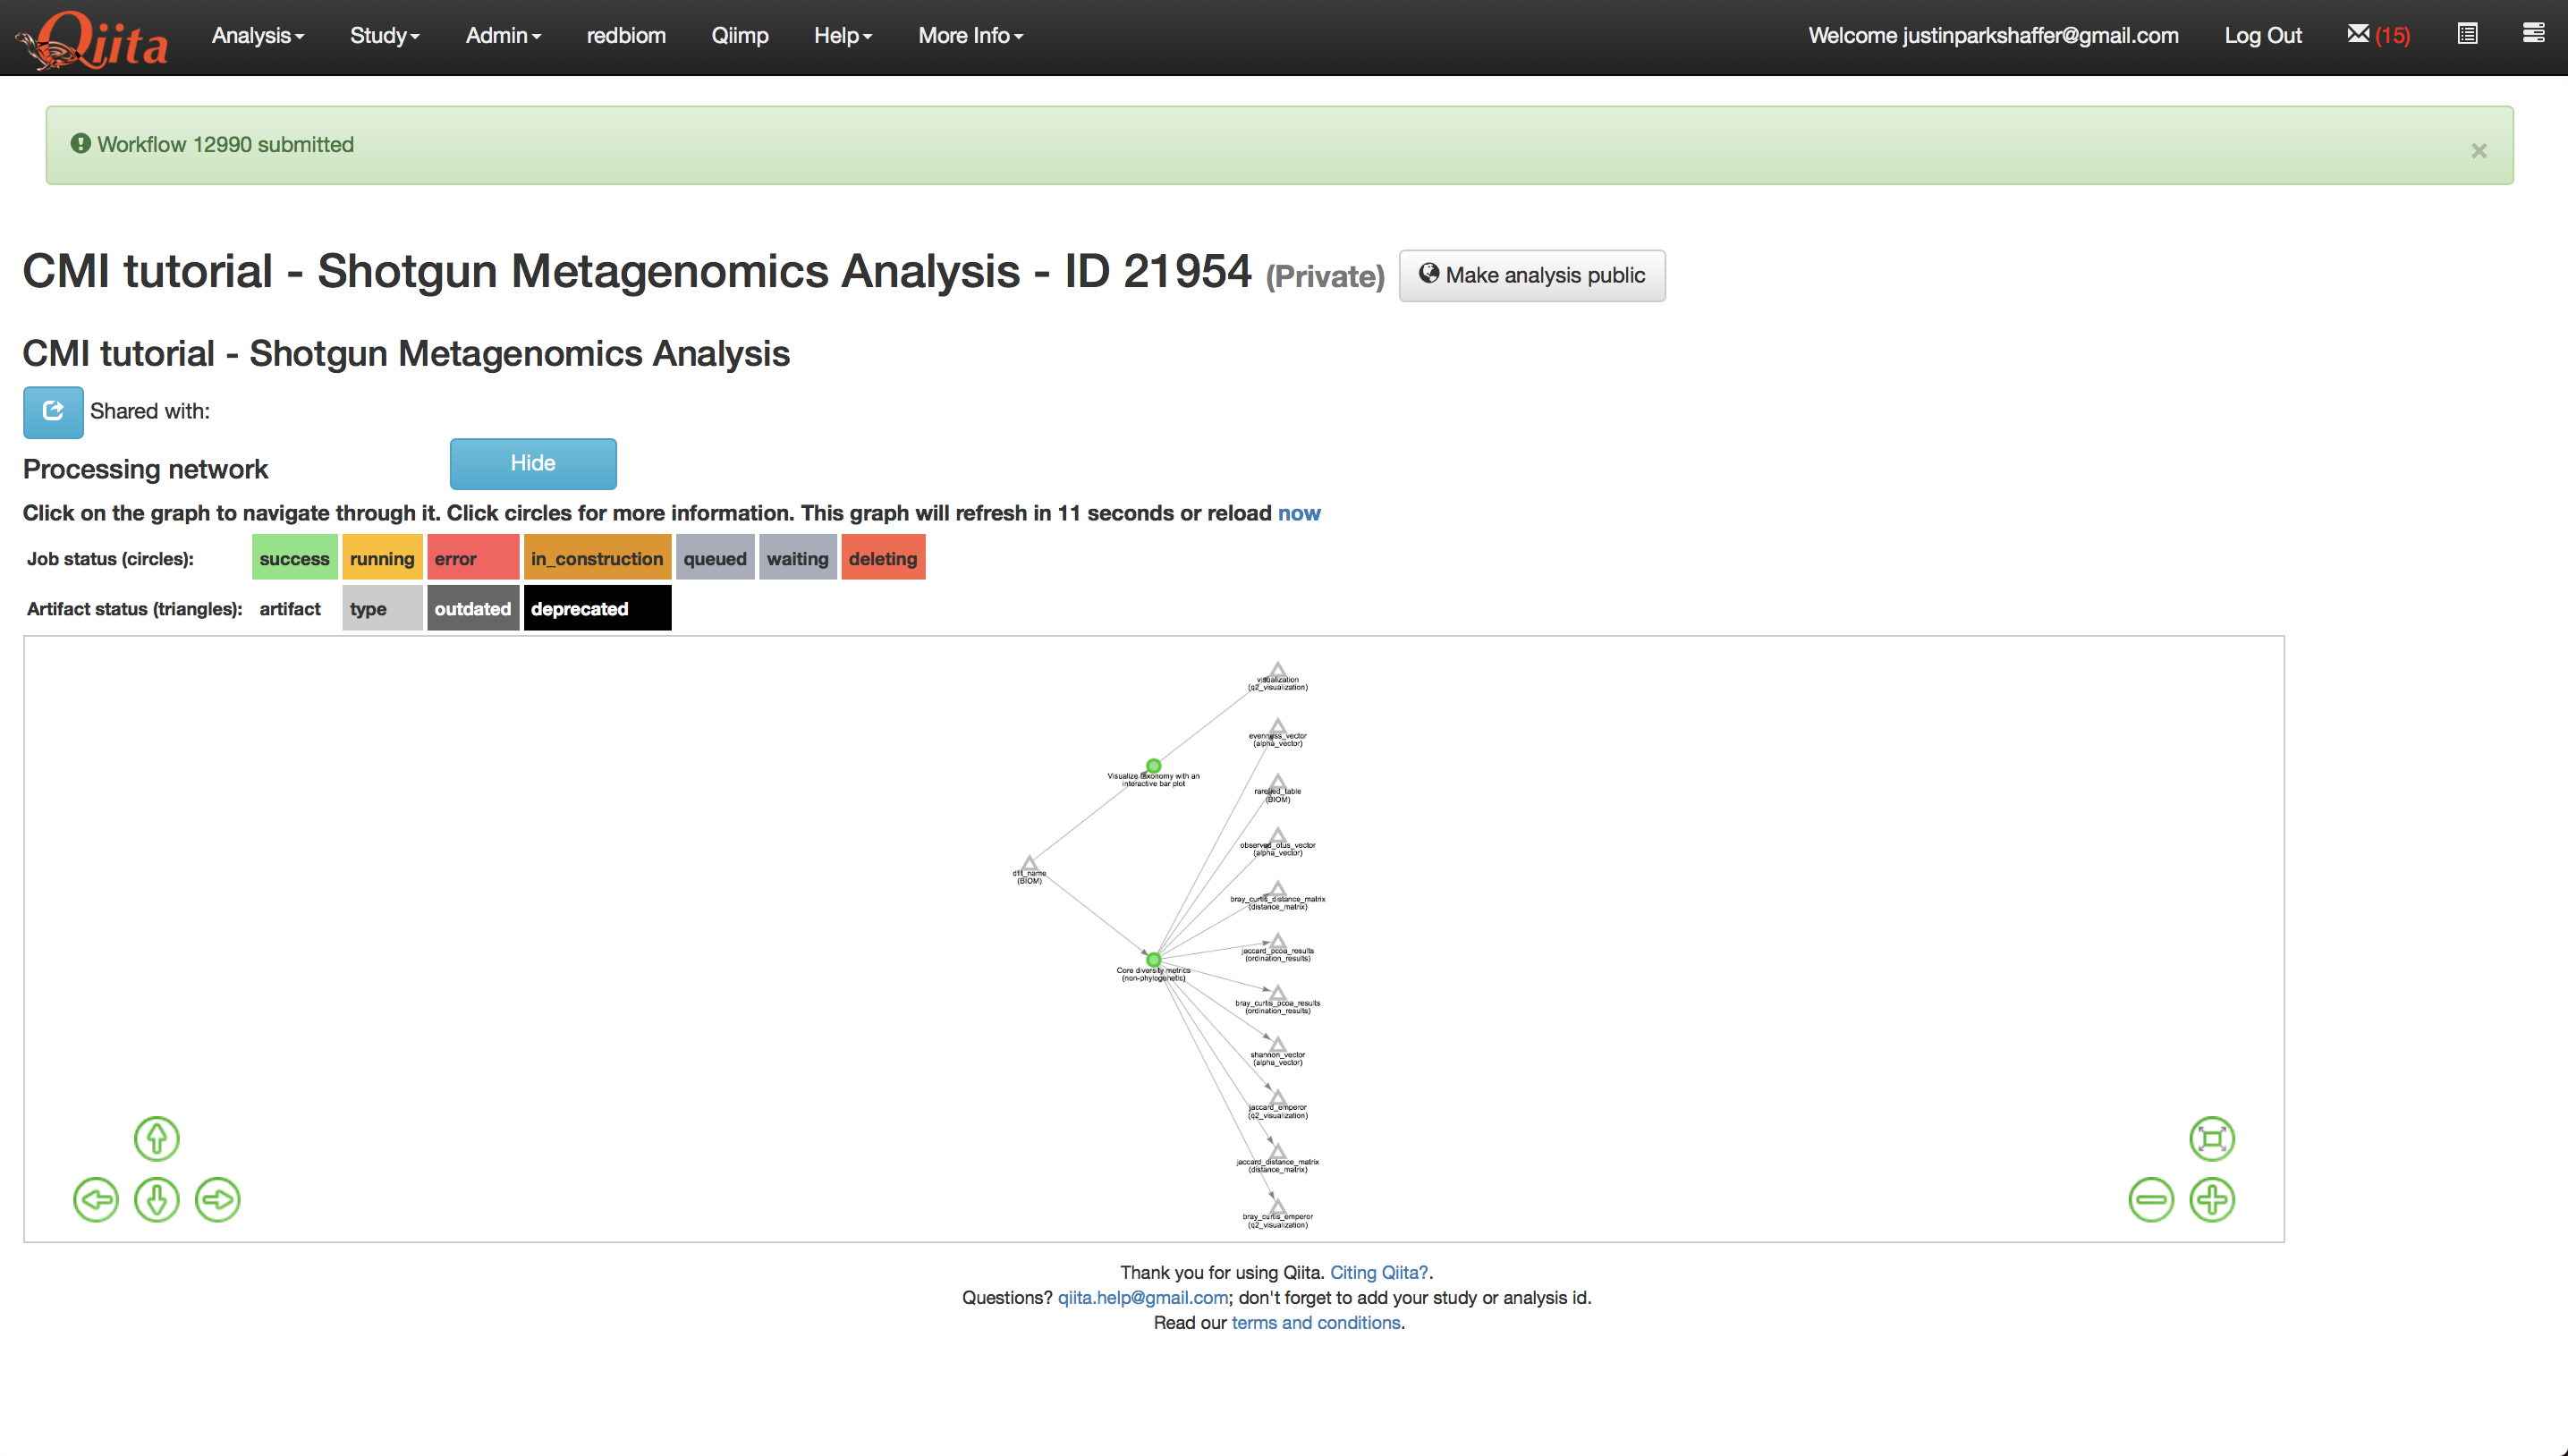 Qiita Analysis Study Admin redbiom Qiimp Help More Info Welcome justinparkshaffer@gmail.com Log Out (15)
Workflow 12990 submitted ×
CMI tutorial - Shotgun Metagenomics Analysis - ID 21954 (Private) Make analysis public
CMI tutorial - Shotgun Metagenomics Analysis
Shared with:
Processing network Hide
Click on the graph to navigate through it. Click circles for more information. This graph will refresh in 11 seconds or reload now
Job status (circles): success running error in_construction queued waiting deleting
Artifact status (triangles): artifact type outdated deprecated
visualization
(q2_visualization)
evenness_vector
(alpha_vector)
Visualize taxonomy with an
interactive bar plot
rarefied_table
(BIOM)
observed_otus_vector
(alpha_vector)
dflt_name
(BIOM)
bray_curtis_distance_matrix
(distance_matrix)
jaccard_pcoa_results
(ordination_results)
Core diversity metrics
(non-phylogenetic)
bray_curtis_pcoa_results
(ordination_results)
shannon_vector
(alpha_vector)
jaccard_emperor
(q2_visualization)
jaccard_distance_matrix
(distance_matrix)
bray_curtis_emperor
(q2_visualization)
Thank you for using Qiita. Citing Qiita?.
Questions? qiita.help@gmail.com; don't forget to add your study or analysis id.
Read our terms and conditions.